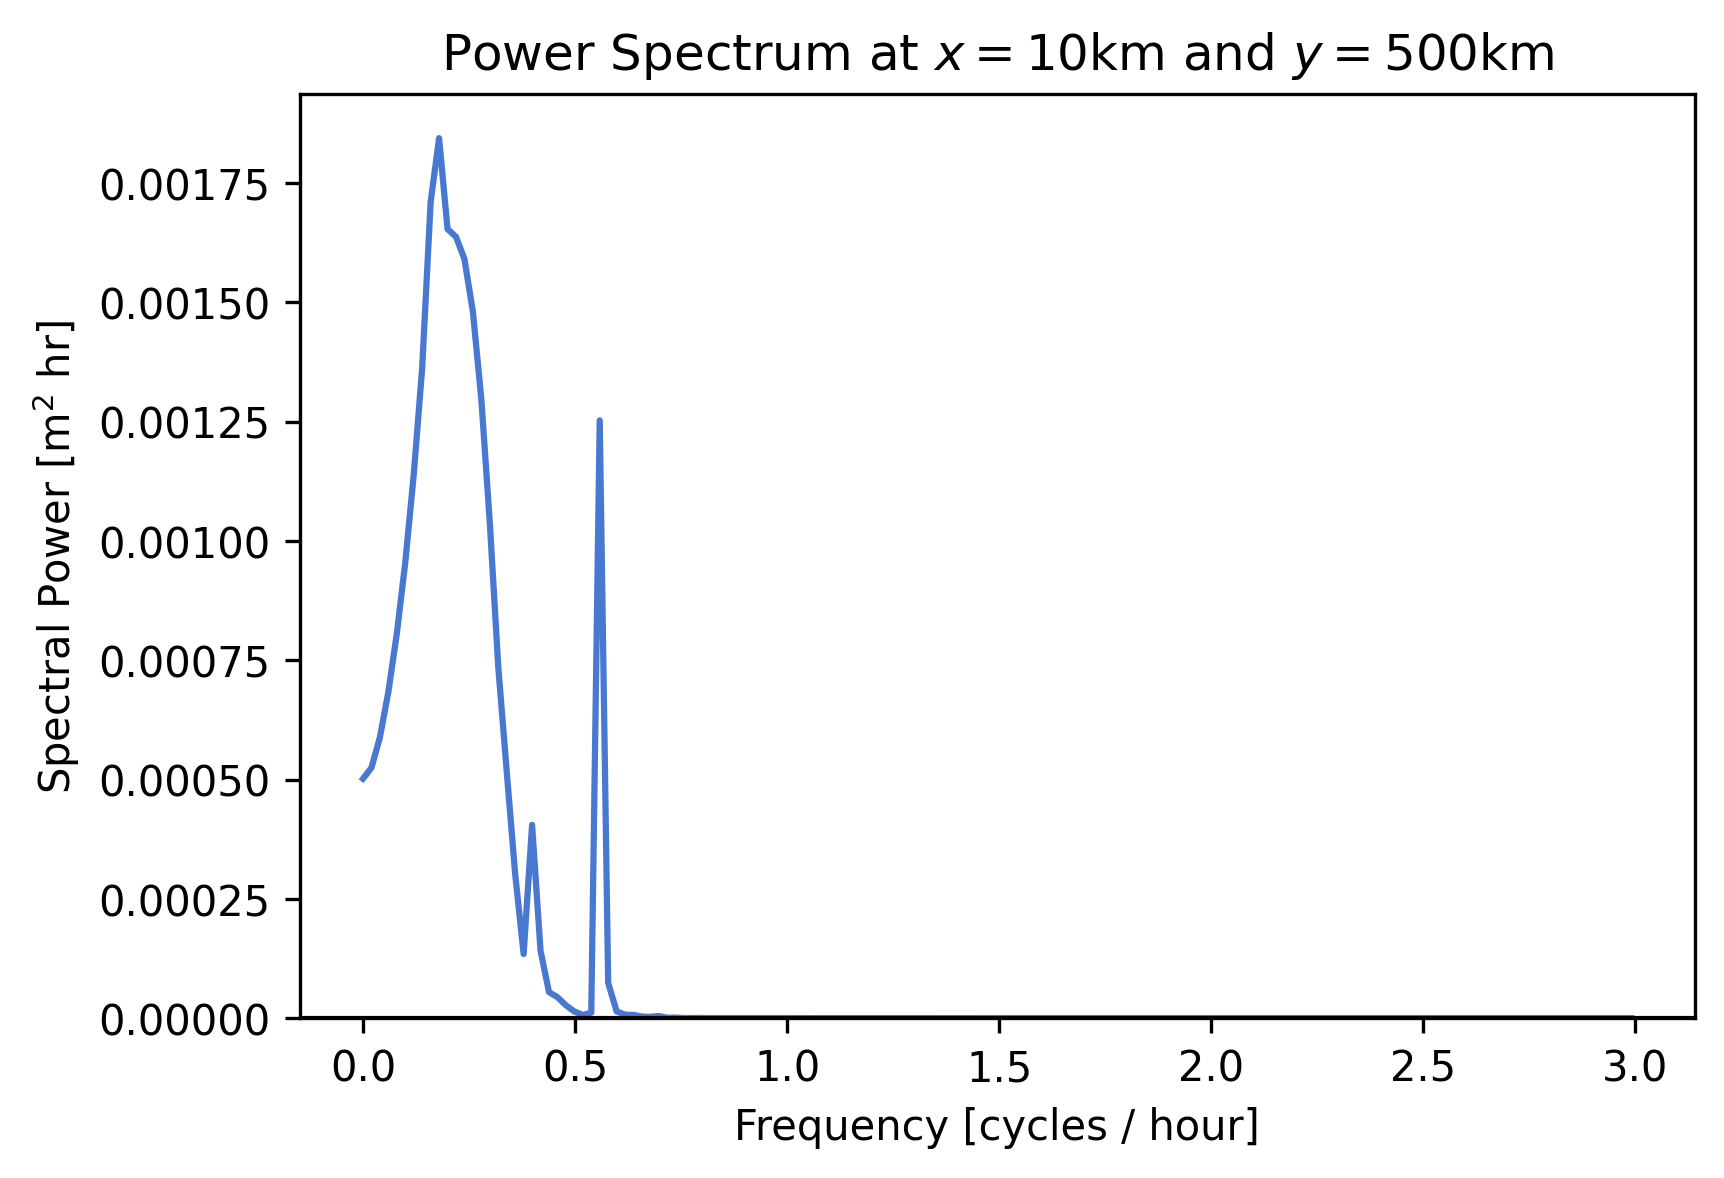 Power Spectrum at x = 10km and y = 500km
Spectral Power [m² hr]
0.00175
0.00150
0.00125
0.00100
0.00075
0.00050
0.00025
0.00000
0.0 0.5 1.0 1.5 2.0 2.5 3.0
Frequency [cycles / hour]